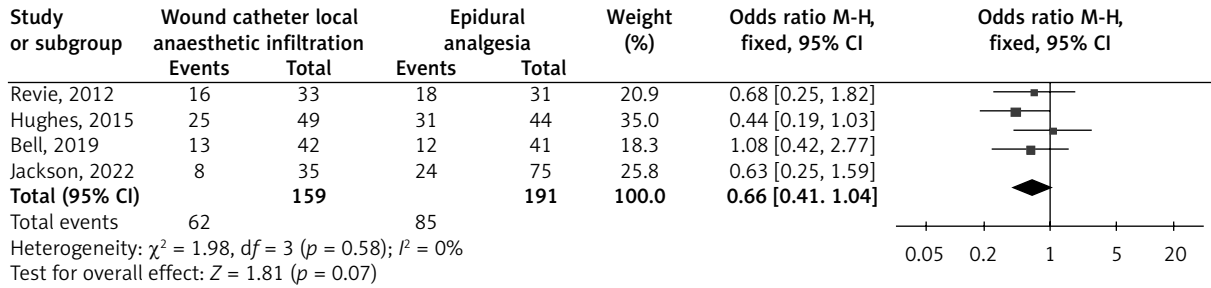 Study Wound catheter local Epidural Weight Odds ratio M-H, Odds ratio M-H,
or subgroup anaesthetic infiltration analgesia (%) fixed, 95% CI fixed, 95% CI
Events Total Events Total
Revie, 2012 16 33 18 31 20.9 0.68 [0.25, 1.82]
Hughes, 2015 25 49 31 44 35.0 0.44 [0.19, 1.03]
Bell, 2019 13 42 12 41 18.3 1.08 [0.42, 2.77]
Jackson, 2022 8 35 24 75 25.8 0.63 [0.25, 1.59]
Total (95% CI) 159 191 100.0 0.66 [0.41. 1.04]
Total events 62 85
Heterogeneity: χ² = 1.98, df = 3 (p = 0.58); I² = 0%
Test for overall effect: Z = 1.81 (p = 0.07)
0.05 0.2 1 5 20